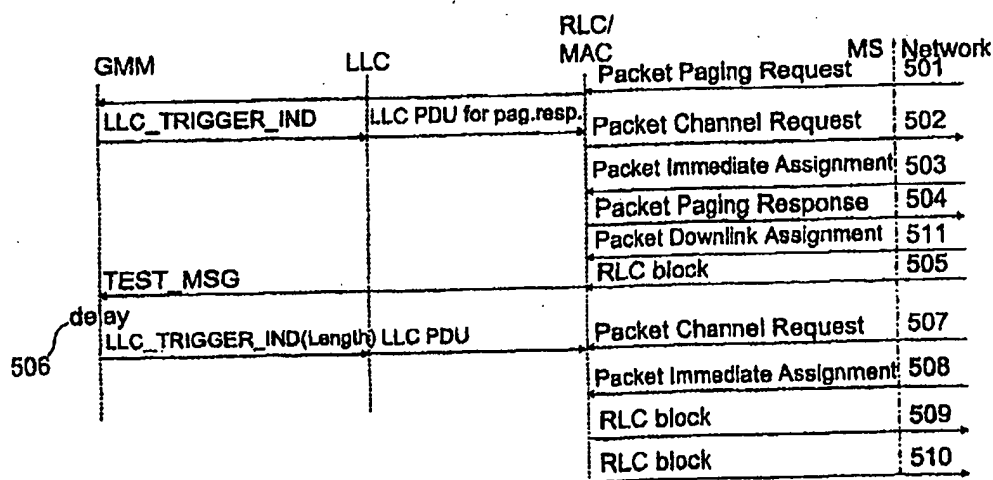 RLC/
GMM LLC MAC MS Network
Packet Paging Request 501
LLC_TRIGGER_IND LLC PDU for pag.resp. Packet Channel Request 502
Packet Immediate Assignment 503
Packet Paging Response 504
Packet Downlink Assignment 511
TEST_MSG RLC block 505
delay
506 LLC_TRIGGER_IND(Length) LLC PDU Packet Channel Request 507
Packet Immediate Assignment 508
RLC block 509
RLC block 510